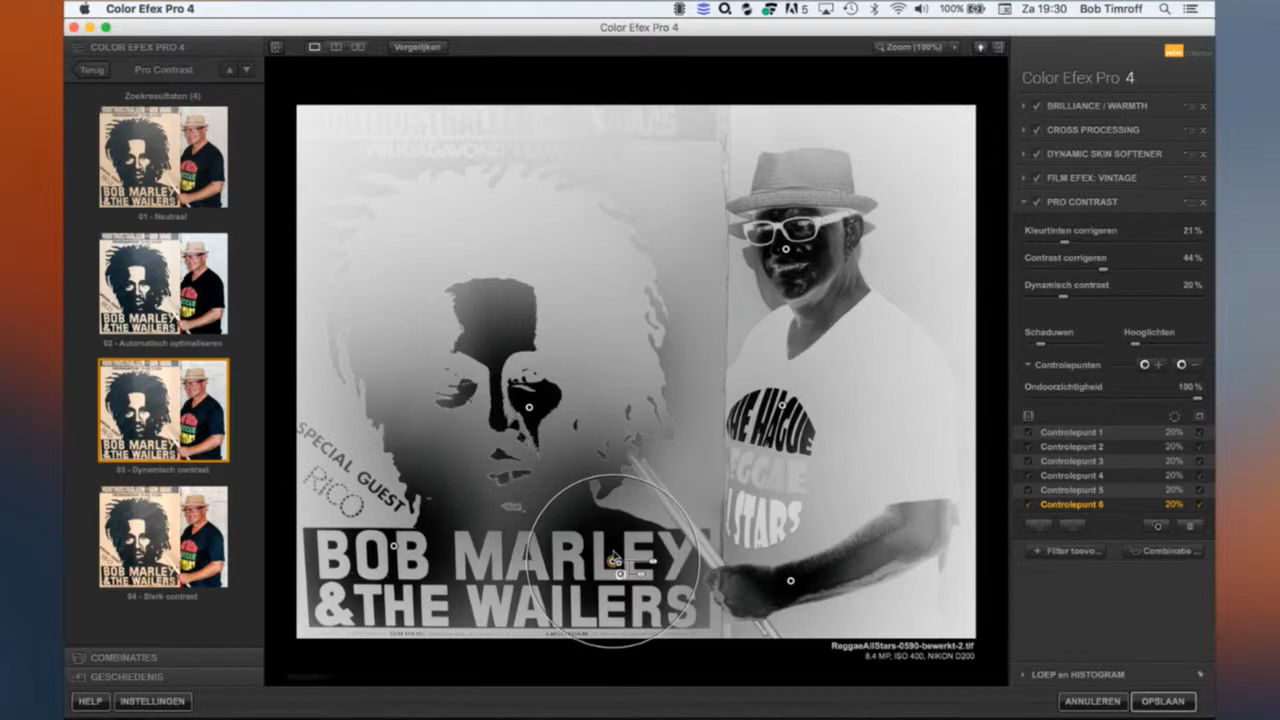 Color Efex Pro 4
5
100%
Za 19:30
Bob Timroff
Color Efex Pro 4
COLOR EFEX PRO 4
Vergelijken
Zoom (100%)
Terug
Pro Contrast
Zoekresultaten (4)
BOB MARLEY
& THE WAILERS
01 - Neutraal
BOB MARLEY
& THE WAILERS
02 - Automatisch optimaliseren
BOB MARLEY
& THE WAILERS
03 - Dynamisch contrast
BOB MARLEY
& THE WAILERS
04 - Sterk contrast
COMBINATIES
GESCHIEDENIS
HELP
INSTELLINGEN
SPECIAL GUEST
RICO
BOB MARLEY
&THE WAILERS
THE HAGUE
REGGAE
ALL STARS
ReggaeAllStars-0590-bewerkt-2.tif
8.4 MP, ISO 400, NIKON D200
Color Efex Pro 4
BRILLIANCE / WARMTH
CROSS PROCESSING
DYNAMIC SKIN SOFTENER
FILM EFEX: VINTAGE
PRO CONTRAST
Kleurtinten corrigeren 21%
Contrast corrigeren 44%
Dynamisch contrast 20%
Schaduwen Hooglichten
Controlepunten
Ondoorzichtigheid 100%
Controlepunt 1 20%
Controlepunt 2 20%
Controlepunt 3 20%
Controlepunt 4 20%
Controlepunt 5 20%
Controlepunt 6 20%
+ Filter toevo...
Combinatie ...
LOEP en HISTOGRAM
ANNULEREN
OPSLAAN